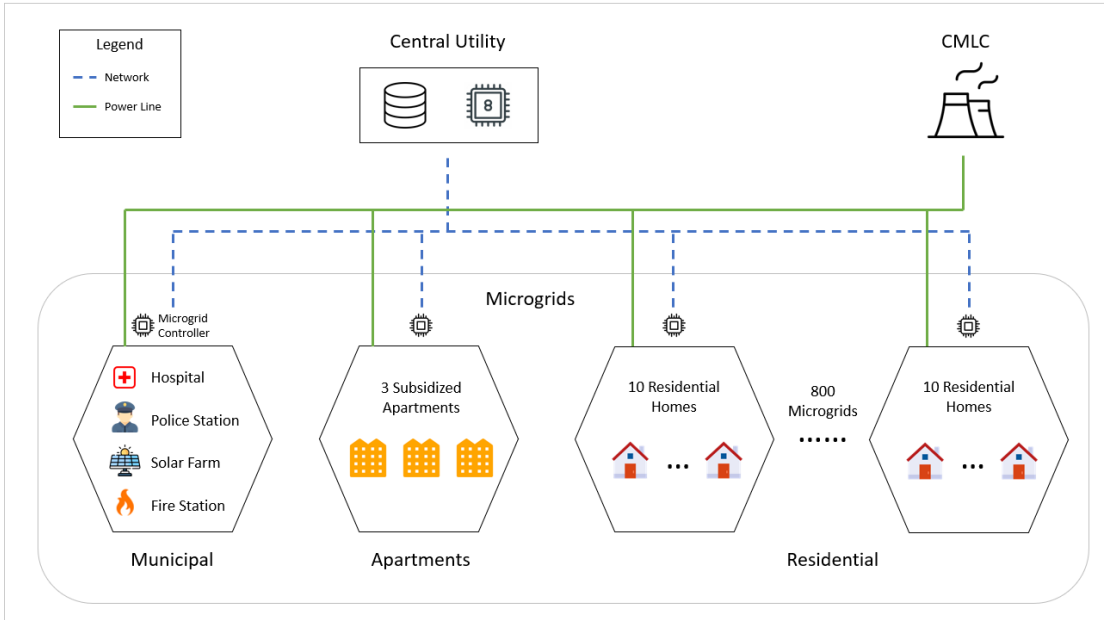 Legend
Network
Power Line
Central Utility
8
CMLC
Microgrids
Microgrid
Controller
Hospital
Police Station
Solar Farm
Fire Station
3 Subsidized
Apartments
10 Residential
Homes
...
800
Microgrids
......
10 Residential
Homes
...
Municipal
Apartments
Residential